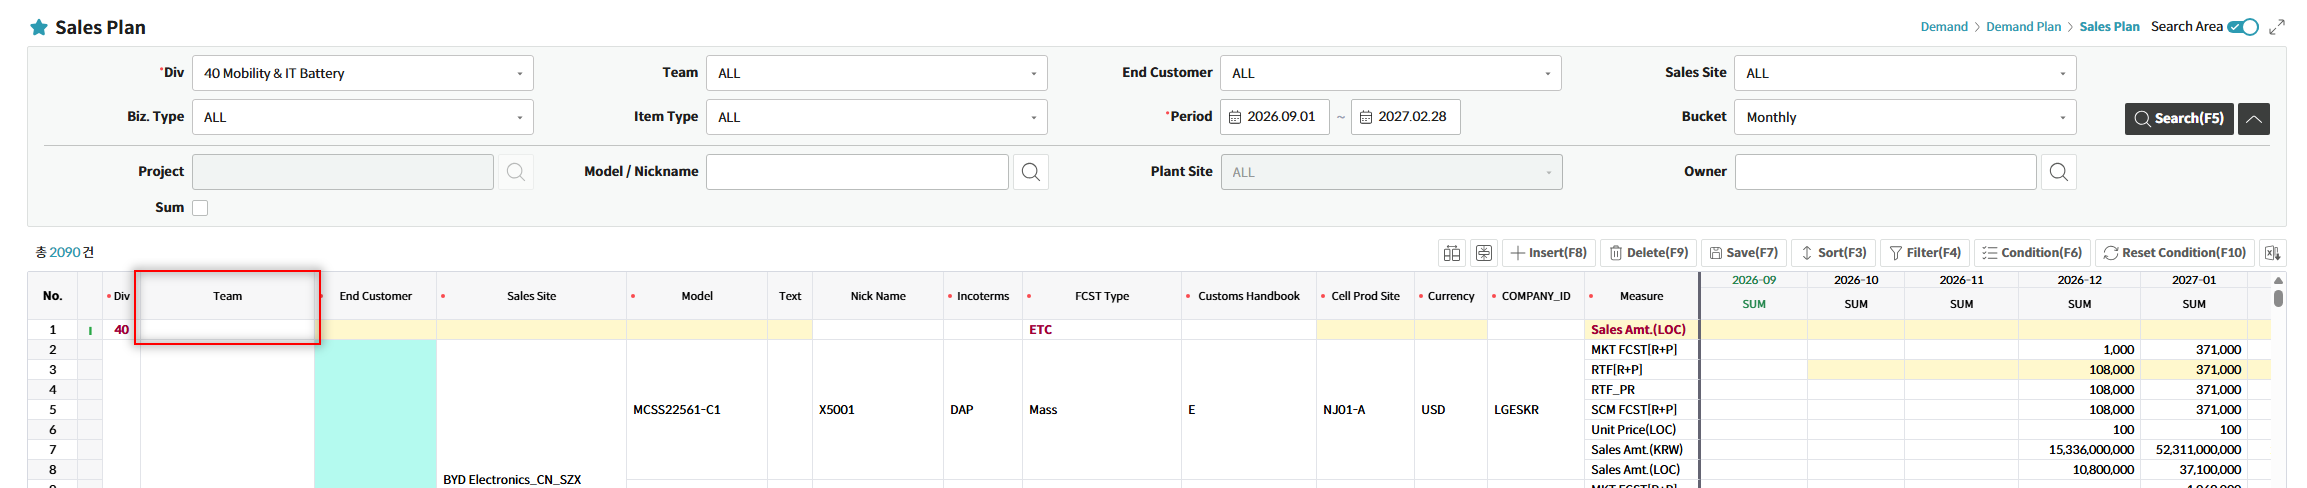 Sales Plan
Demand > Demand Plan > Sales Plan Search Area
*Div 40 Mobility & IT Battery Team ALL End Customer ALL Sales Site ALL
Biz. Type ALL Item Type ALL *Period 2026.09.01 ~ 2027.02.28 Bucket Monthly Search(F5)
Project Model / Nickname Plant Site ALL Owner
Sum
총 2090 건 Insert(F8) Delete(F9) Save(F7) Sort(F3) Filter(F4) Condition(F6) Reset Condition(F10)
No. Div Team End Customer Sales Site Model Text Nick Name Incoterms FCST Type Customs Handbook Cell Prod Site Currency COMPANY_ID Measure 2026-09 2026-10 2026-11 2026-12 2027-01
SUM SUM SUM SUM SUM
1 I 40 ETC Sales Amt.(LOC)
2 MKT FCST[R+P] 1,000 371,000
3 RTF[R+P] 108,000 371,000
4 RTF_PR 108,000 371,000
5 MCSS22561-C1 X5001 DAP Mass E NJ01-A USD LGESKR SCM FCST[R+P] 108,000 371,000
6 Unit Price(LOC) 100 100
7 Sales Amt.(KRW) 15,336,000,000 52,311,000,000
8 Sales Amt.(LOC) 10,800,000 37,100,000
BYD Electronics_CN_SZX